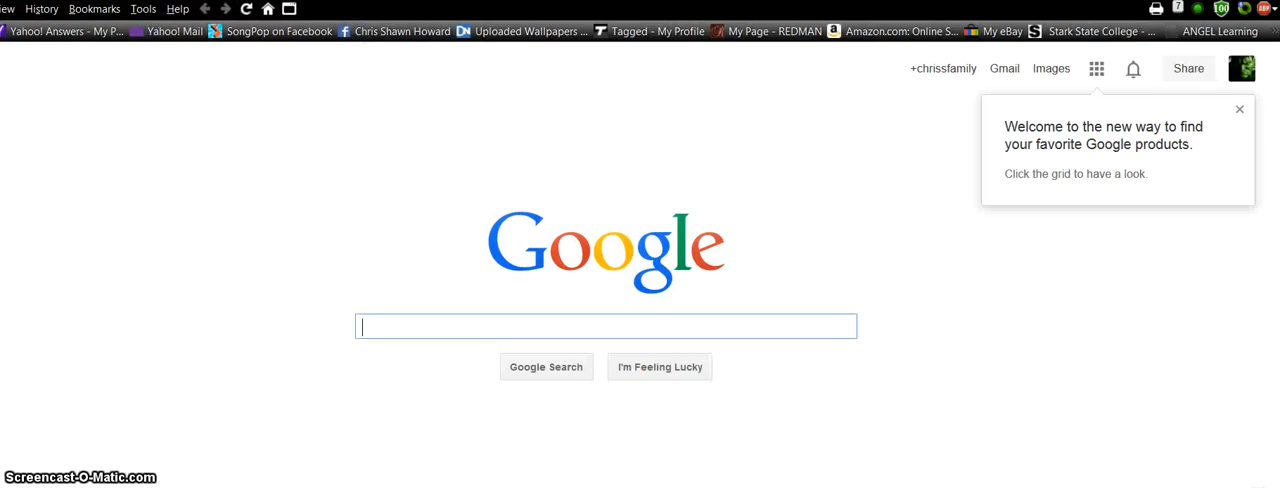 iew History Bookmarks Tools Help
7
Yahoo! Answers - My P... Yahoo! Mail SongPop on Facebook Chris Shawn Howard DN Uploaded Wallpapers ... T Tagged - My Profile My Page - REDMAN Amazon.com: Online S... My eBay S Stark State College - ... ANGEL Learning
+chrissfamily Gmail Images Share
Welcome to the new way to find
your favorite Google products.
Click the grid to have a look.
Google
Google Search I'm Feeling Lucky
Screencast-O-Matic.com